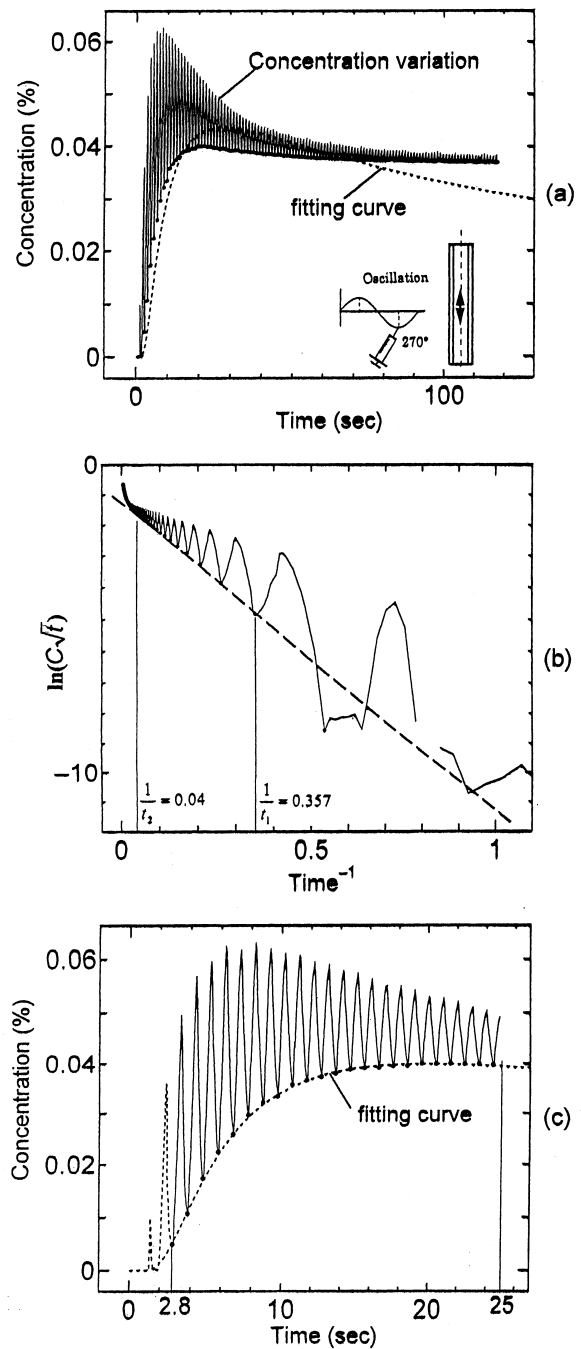 0.06
Concentration variation
0.04
fitting curve
(a)
0.02
Oscillation
270°
0
Concentration (%)
0
100
Time (sec)
0
ln(C√t)
(b)
−10
1/t₂ = 0.04
1/t₁ = 0.357
0
0.5
1
Time⁻¹
0.06
0.04
fitting curve
(c)
0.02
0
Concentration (%)
0
2.8
10
20
25
Time (sec)